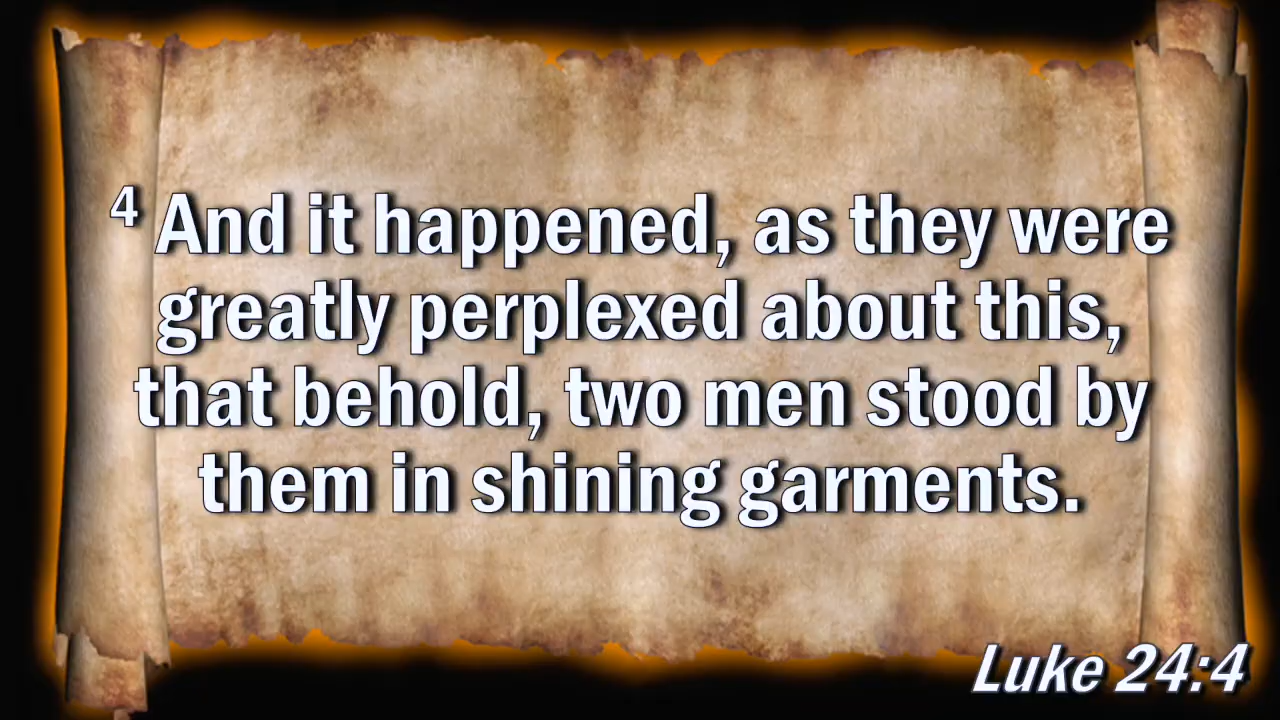 4 And it happened, as they were
greatly perplexed about this,
that behold, two men stood by
them in shining garments.
Luke 24:4